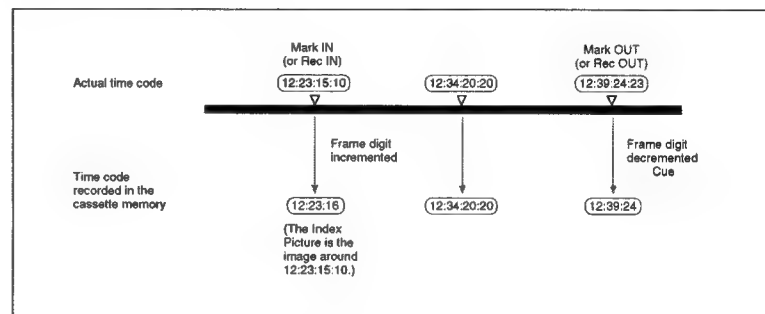 Mark IN
(or Rec IN)
Mark OUT
(or Rec OUT)
Actual time code
12:23:15:10
12:34:20:20
12:39:24:23
Frame digit
incremented
Frame digit
decremented
Cue
Time code
recorded in the
cassette memory
12:23:16
12:34:20:20
12:39:24
(The Index
Picture is the
image around
12:23:15:10.)